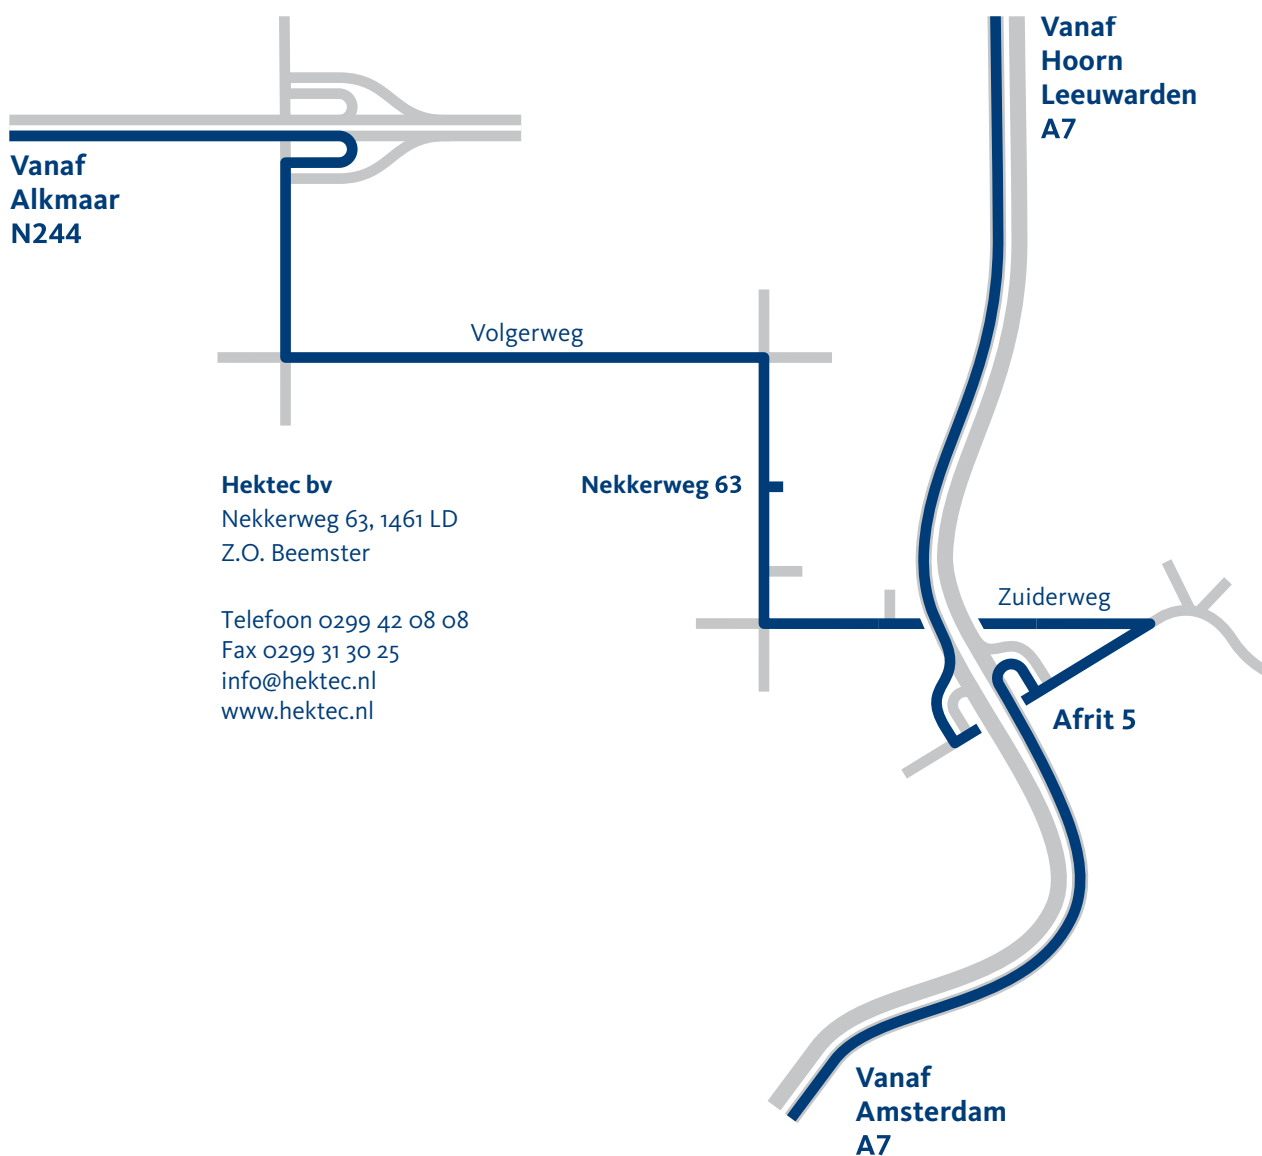 Vanaf
Hoorn
Leeuwarden
A7
Vanaf
Alkmaar
N244
Volgerweg
Hektec bv
Nekkerweg 63, 1461 LD
Z.O. Beemster
Telefoon 0299 42 08 08
Fax 0299 31 30 25
info@hektec.nl
www.hektec.nl
Nekkerweg 63
Zuiderweg
Afrit 5
Vanaf
Amsterdam
A7